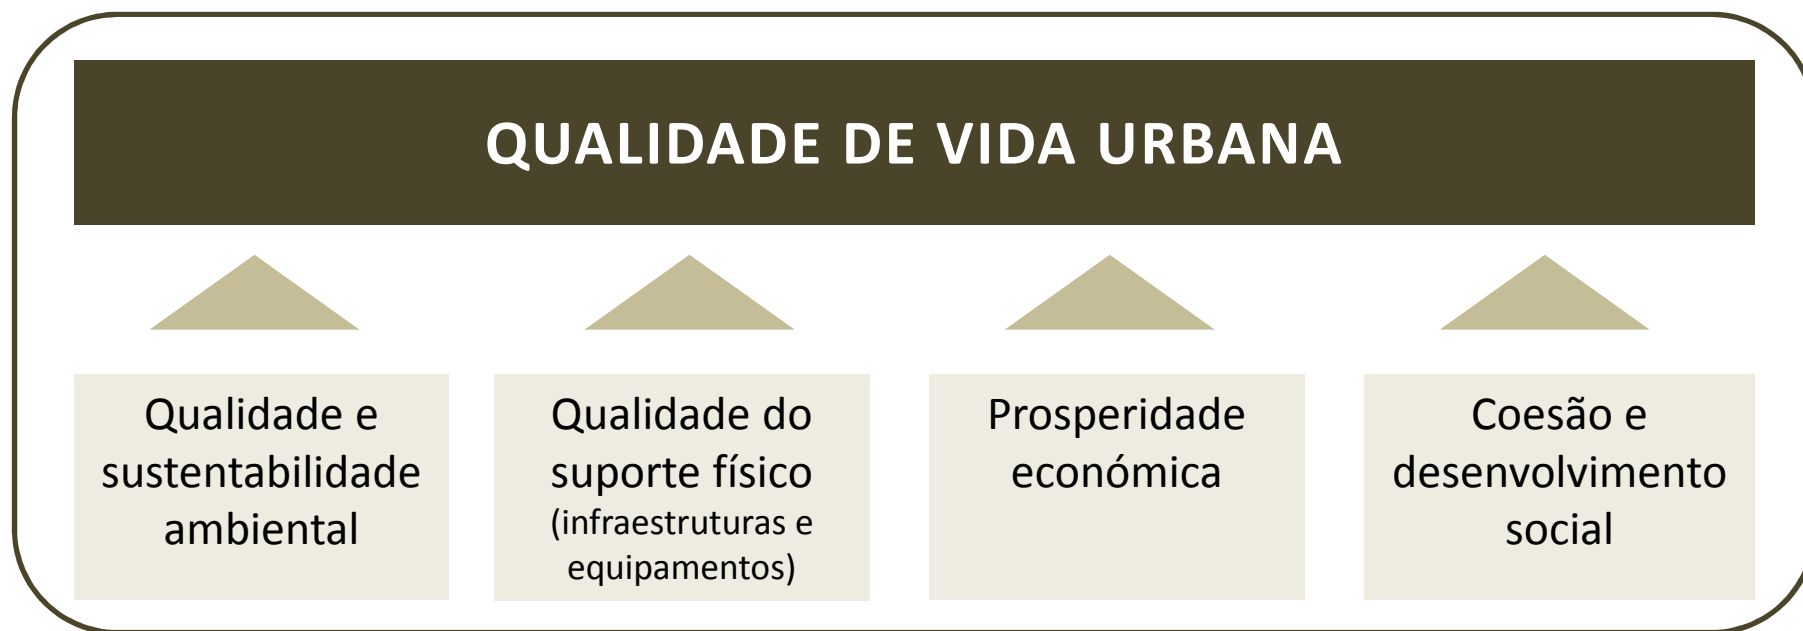 QUALIDADE DE VIDA URBANA
Qualidade e
sustentabilidade
ambiental
Qualidade do
suporte físico
(infraestruturas e
equipamentos)
Prosperidade
económica
Coesão e
desenvolvimento
social